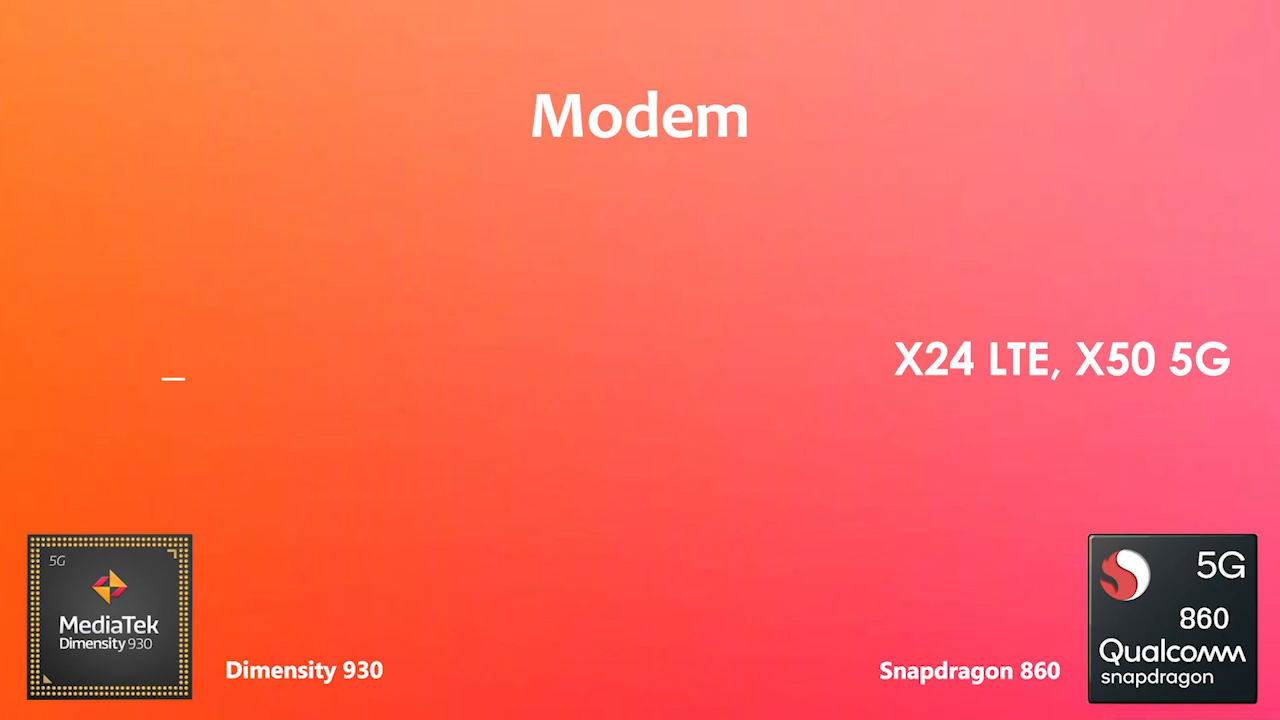 Modem
–
X24 LTE, X50 5G
5G
MediaTek
Dimensity 930
Dimensity 930
Snapdragon 860
5G
860
Qualcomm
snapdragon